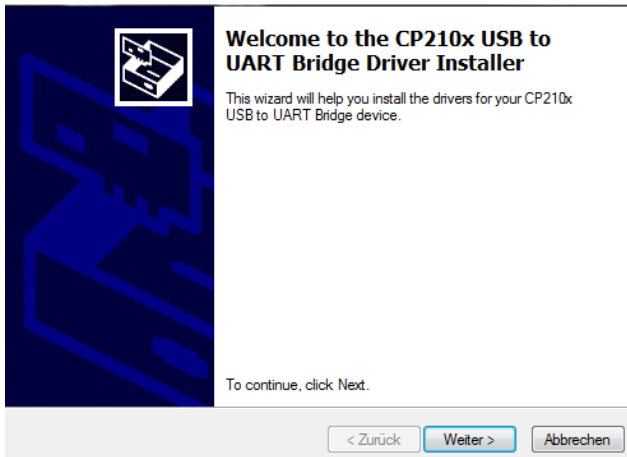 Welcome to the CP210x USB to
UART Bridge Driver Installer
This wizard will help you install the drivers for your CP210x
USB to UART Bridge device.
To continue, click Next.
< Zurück
Weiter >
Abbrechen